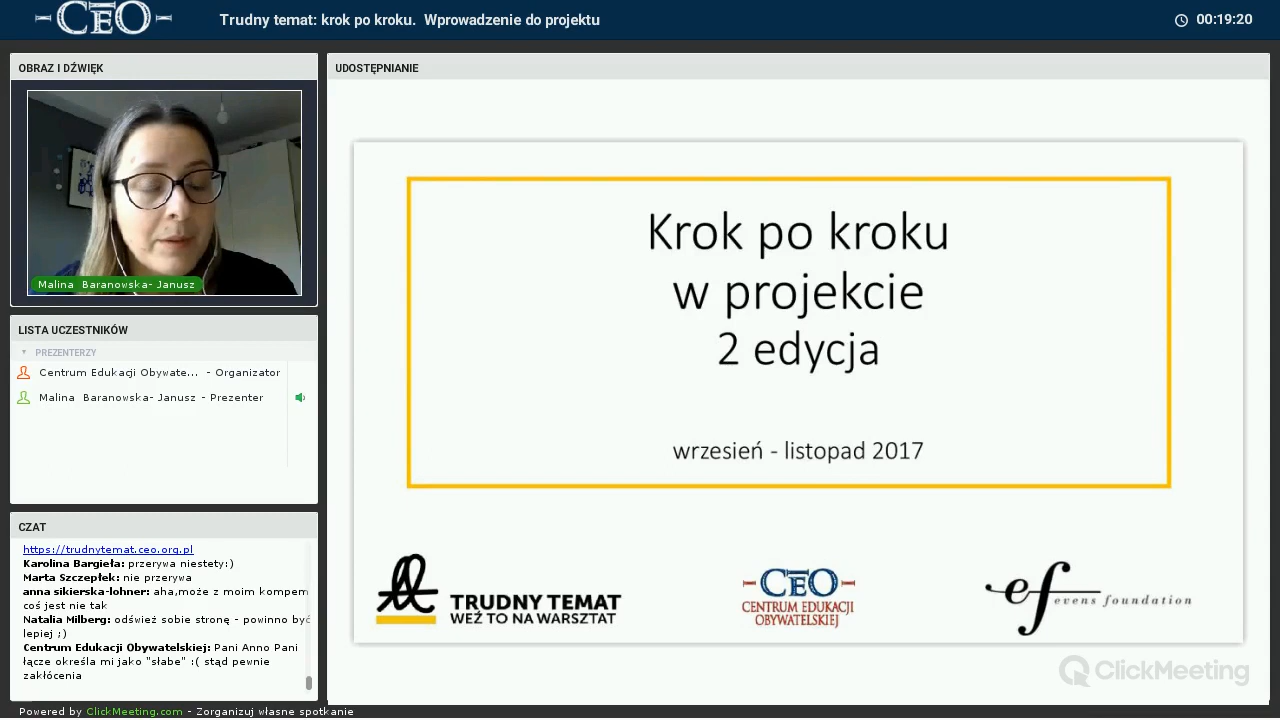 CEO
Trudny temat: krok po kroku. Wprowadzenie do projektu
00:19:20
OBRAZ I DŹWIĘK
Malina Baranowska- Janusz
LISTA UCZESTNIKÓW
PREZENTERZY
Centrum Edukacji Obywate... - Organizator
Malina Baranowska- Janusz - Prezenter
CZAT
https://trudnytemat.ceo.org.pl
Karolina Bargieła: przerywa niestety:)
Marta Szczepłek: nie przerywa
anna sikierska-lohner: aha,może z moim kompem
coś jest nie tak
Natalia Milberg: odśwież sobie stronę - powinno być
lepiej ;)
Centrum Edukacji Obywatelskiej: Pani Anno Pani
łącze określa mi jako "słabe" :( stąd pewnie
zakłócenia
UDOSTĘPNIANIE
Krok po kroku
w projekcie
2 edycja
wrzesień - listopad 2017
TRUDNY TEMAT
WEŹ TO NA WARSZTAT
CEO
CENTRUM EDUKACJI
OBYWATELSKIEJ
ef
evens foundation
ClickMeeting
Powered by ClickMeeting.com - Zorganizuj własne spotkanie